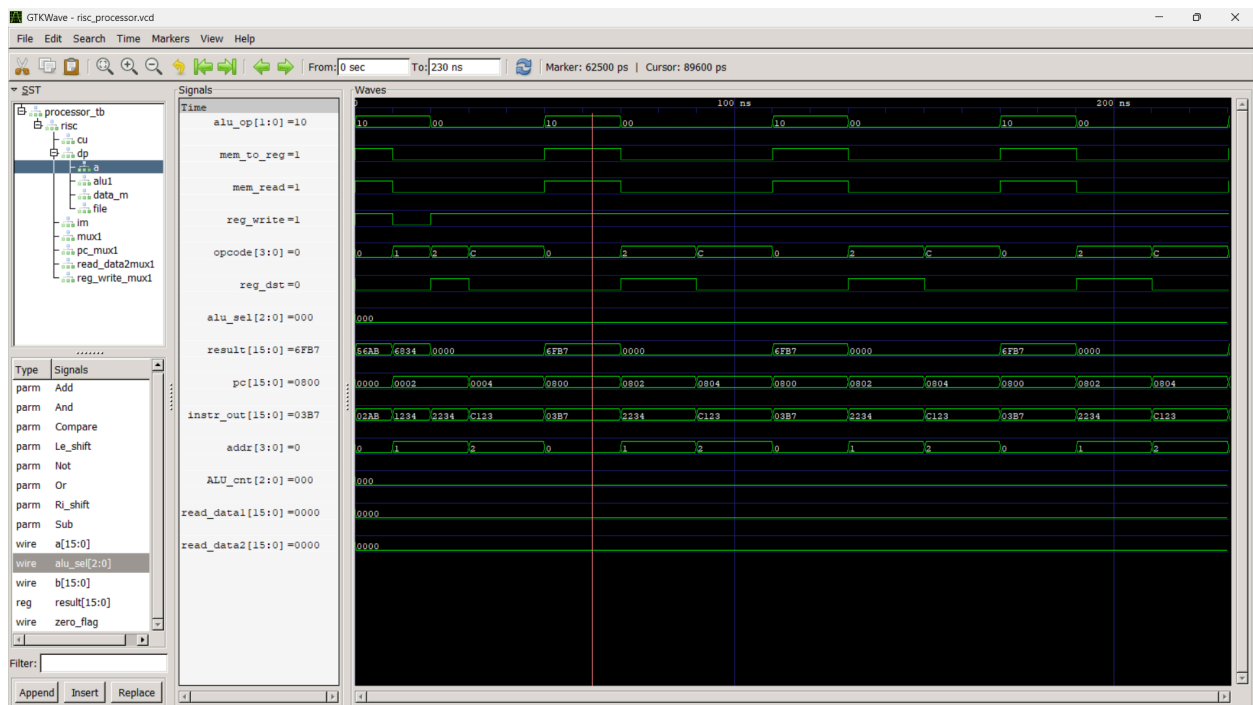 GTKWave - risc_processor.vcd
File Edit Search Time Markers View Help
From: 0 sec To: 230 ns Marker: 62500 ps | Cursor: 89600 ps
SST
processor_tb
risc
cu
dp
a
alu1
data_m
file
im
mux1
pc_mux1
read_data2mux1
reg_write_mux1
Type Signals
parm Add
parm And
parm Compare
parm Le_shift
parm Not
parm Or
parm Ri_shift
parm Sub
wire a[15:0]
wire alu_sel[2:0]
wire b[15:0]
reg result[15:0]
wire zero_flag
Filter:
Append Insert Replace
Signals
Time
alu_op[1:0] =10
mem_to_reg=1
mem_read=1
reg_write=1
opcode[3:0] =0
reg_dst=0
alu_sel[2:0] =000
result[15:0] =6FB7
pc[15:0] =0800
instr_out[15:0] =03B7
addr[3:0] =0
ALU_cnt[2:0] =000
read_data1[15:0] =0000
read_data2[15:0] =0000
Waves
0 100 ns 200 ns
10 00 10 00 10 00 10 00
0 1 2 C 0 2 C 0 2 C 0 2 C
000
56AB 6834 0000 6FB7 0000 6FB7 0000 6FB7 0000
0000 0002 0004 0800 0802 0804 0800 0802 0804 0800 0802 0804
02AB 1234 2234 C123 03B7 2234 C123 03B7 2234 C123 03B7 2234 C123
0 1 2 0 1 2 0 1 2 0 1 2
000
0000
0000